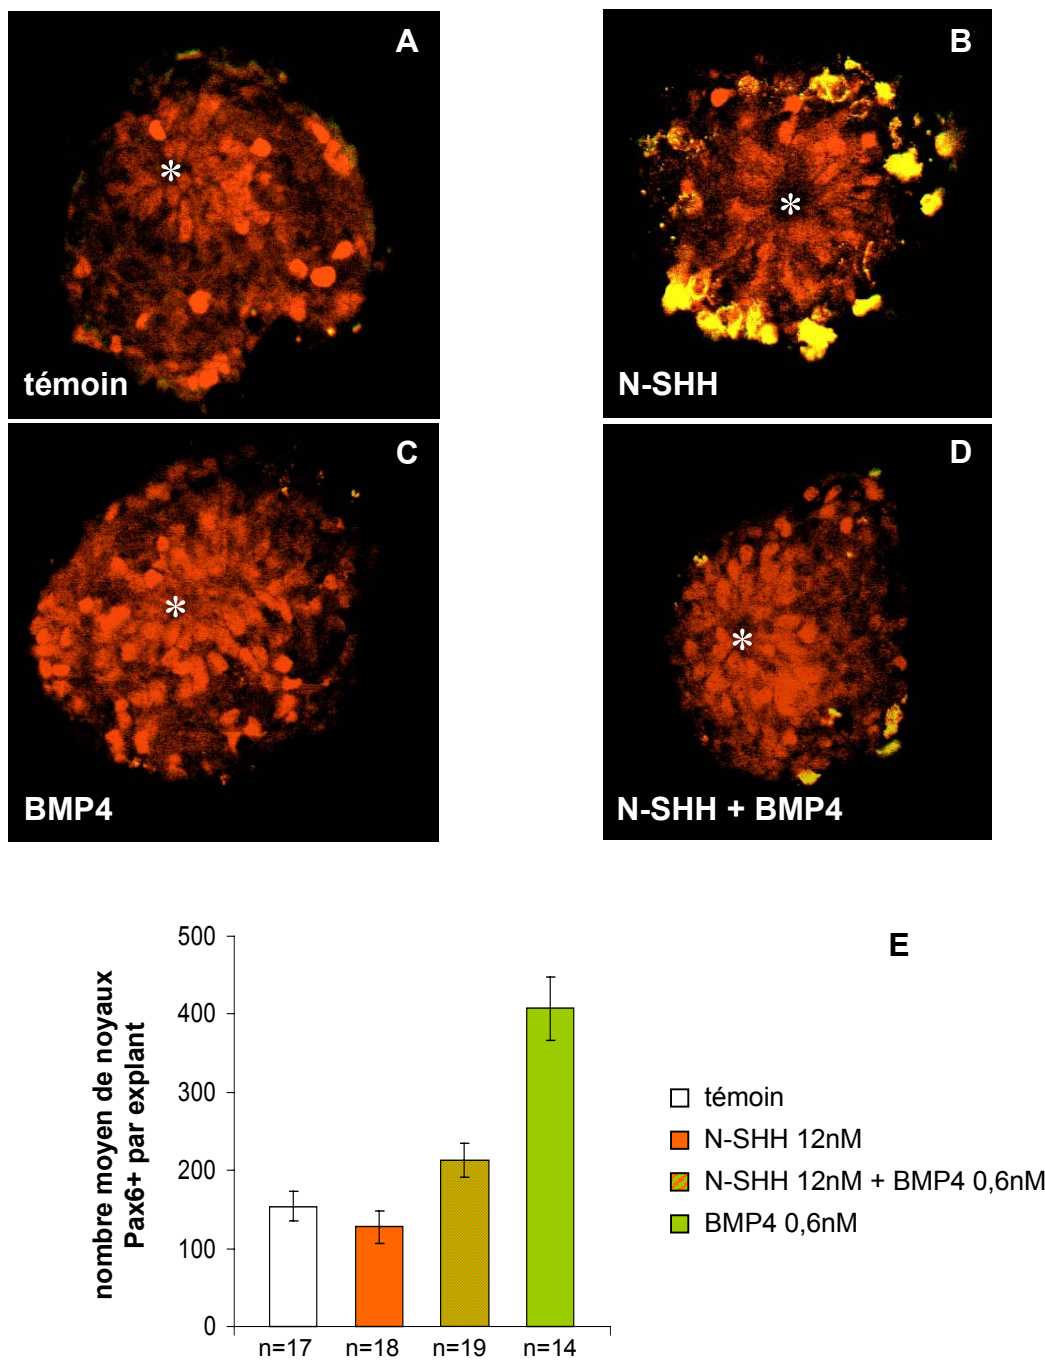 A
témoin
*
B
N-SHH
*
C
BMP4
*
D
N-SHH + BMP4
*
E
nombre moyen de noyaux
Pax6+ par explant
500
400
300
200
100
0
n=17 n=18 n=19 n=14
témoin
N-SHH 12nM
N-SHH 12nM + BMP4 0,6nM
BMP4 0,6nM